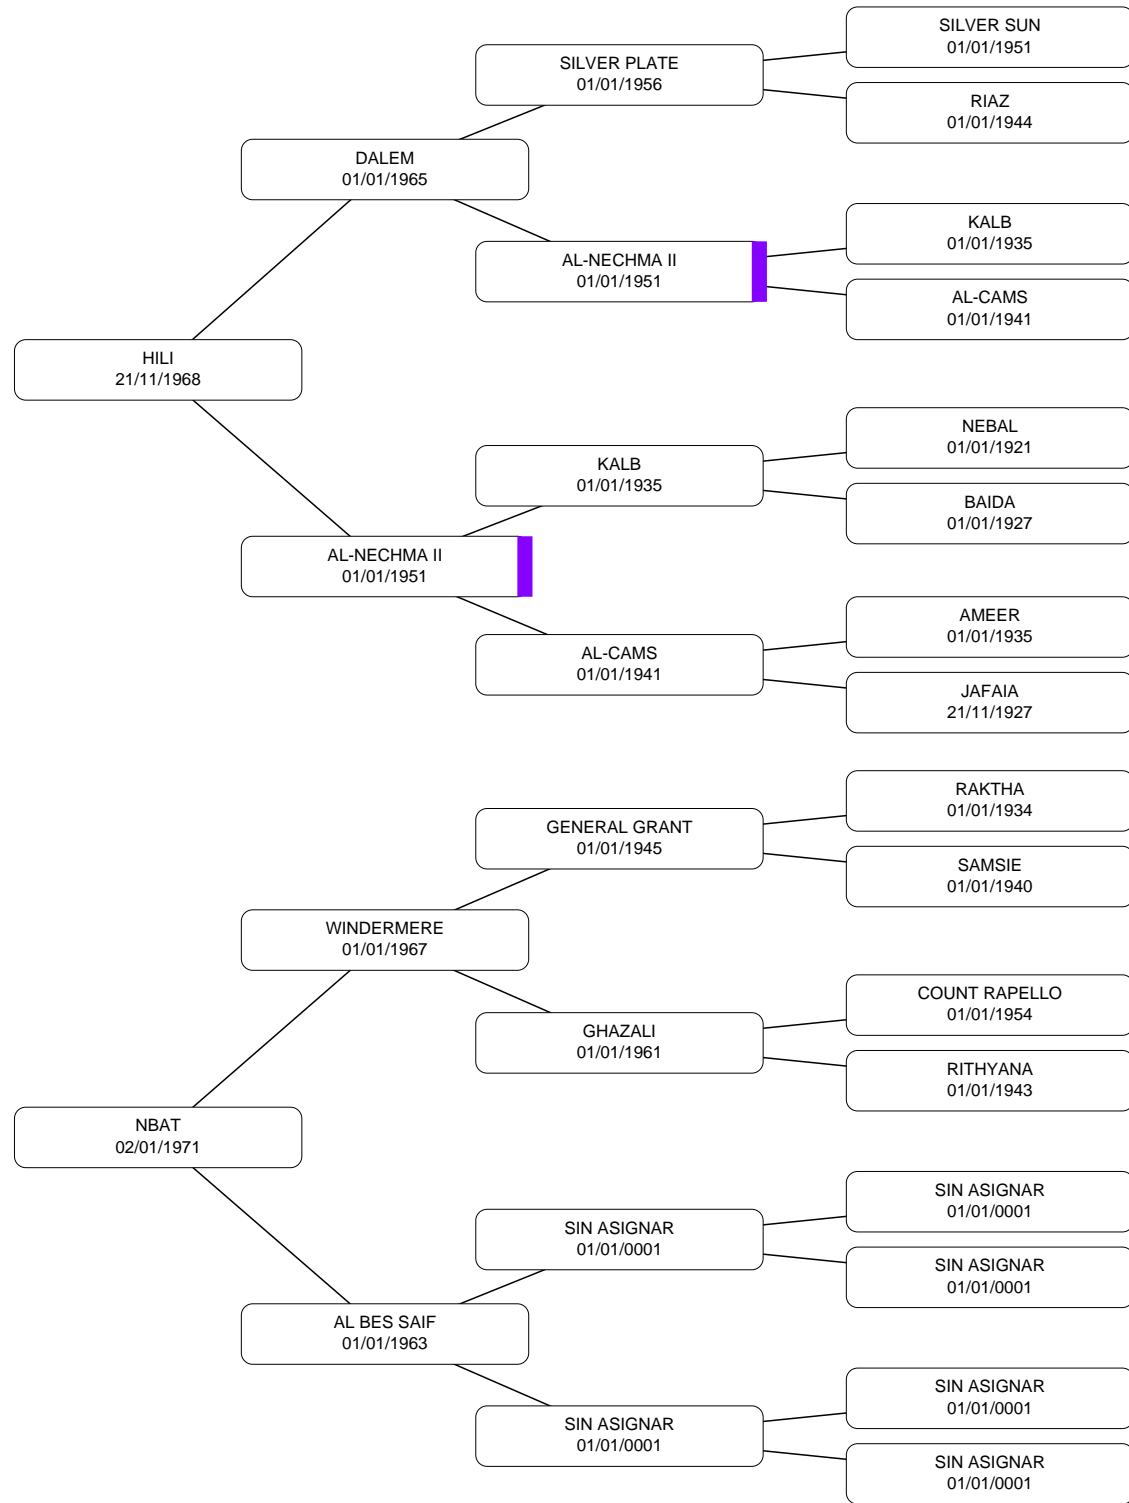 SILVER SUN
01/01/1951
SILVER PLATE
01/01/1956
RIAZ
01/01/1944
DALEM
01/01/1965
KALB
01/01/1935
AL-NECHMA II
01/01/1951
AL-CAMS
01/01/1941
HILI
21/11/1968
NEBAL
01/01/1921
KALB
01/01/1935
BAIDA
01/01/1927
AL-NECHMA II
01/01/1951
AMEER
01/01/1935
AL-CAMS
01/01/1941
JAFAIA
21/11/1927
RAKTHA
01/01/1934
GENERAL GRANT
01/01/1945
SAMSIE
01/01/1940
WINDERMERE
01/01/1967
COUNT RAPELLO
01/01/1954
GHAZALI
01/01/1961
RITHYANA
01/01/1943
NBAT
02/01/1971
SIN ASIGNAR
01/01/0001
SIN ASIGNAR
01/01/0001
SIN ASIGNAR
01/01/0001
AL BES SAIF
01/01/1963
SIN ASIGNAR
01/01/0001
SIN ASIGNAR
01/01/0001
SIN ASIGNAR
01/01/0001